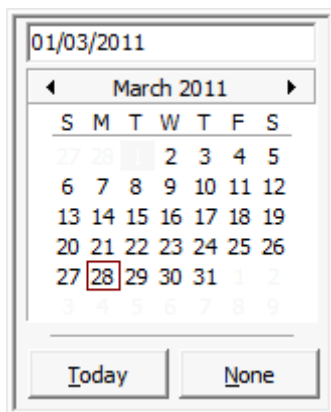 01/03/2011
March 2011
S M T W T F S
27 28 1 2 3 4 5
6 7 8 9 10 11 12
13 14 15 16 17 18 19
20 21 22 23 24 25 26
27 28 29 30 31 1 2
3 4 5 6 7 8 9
Today None